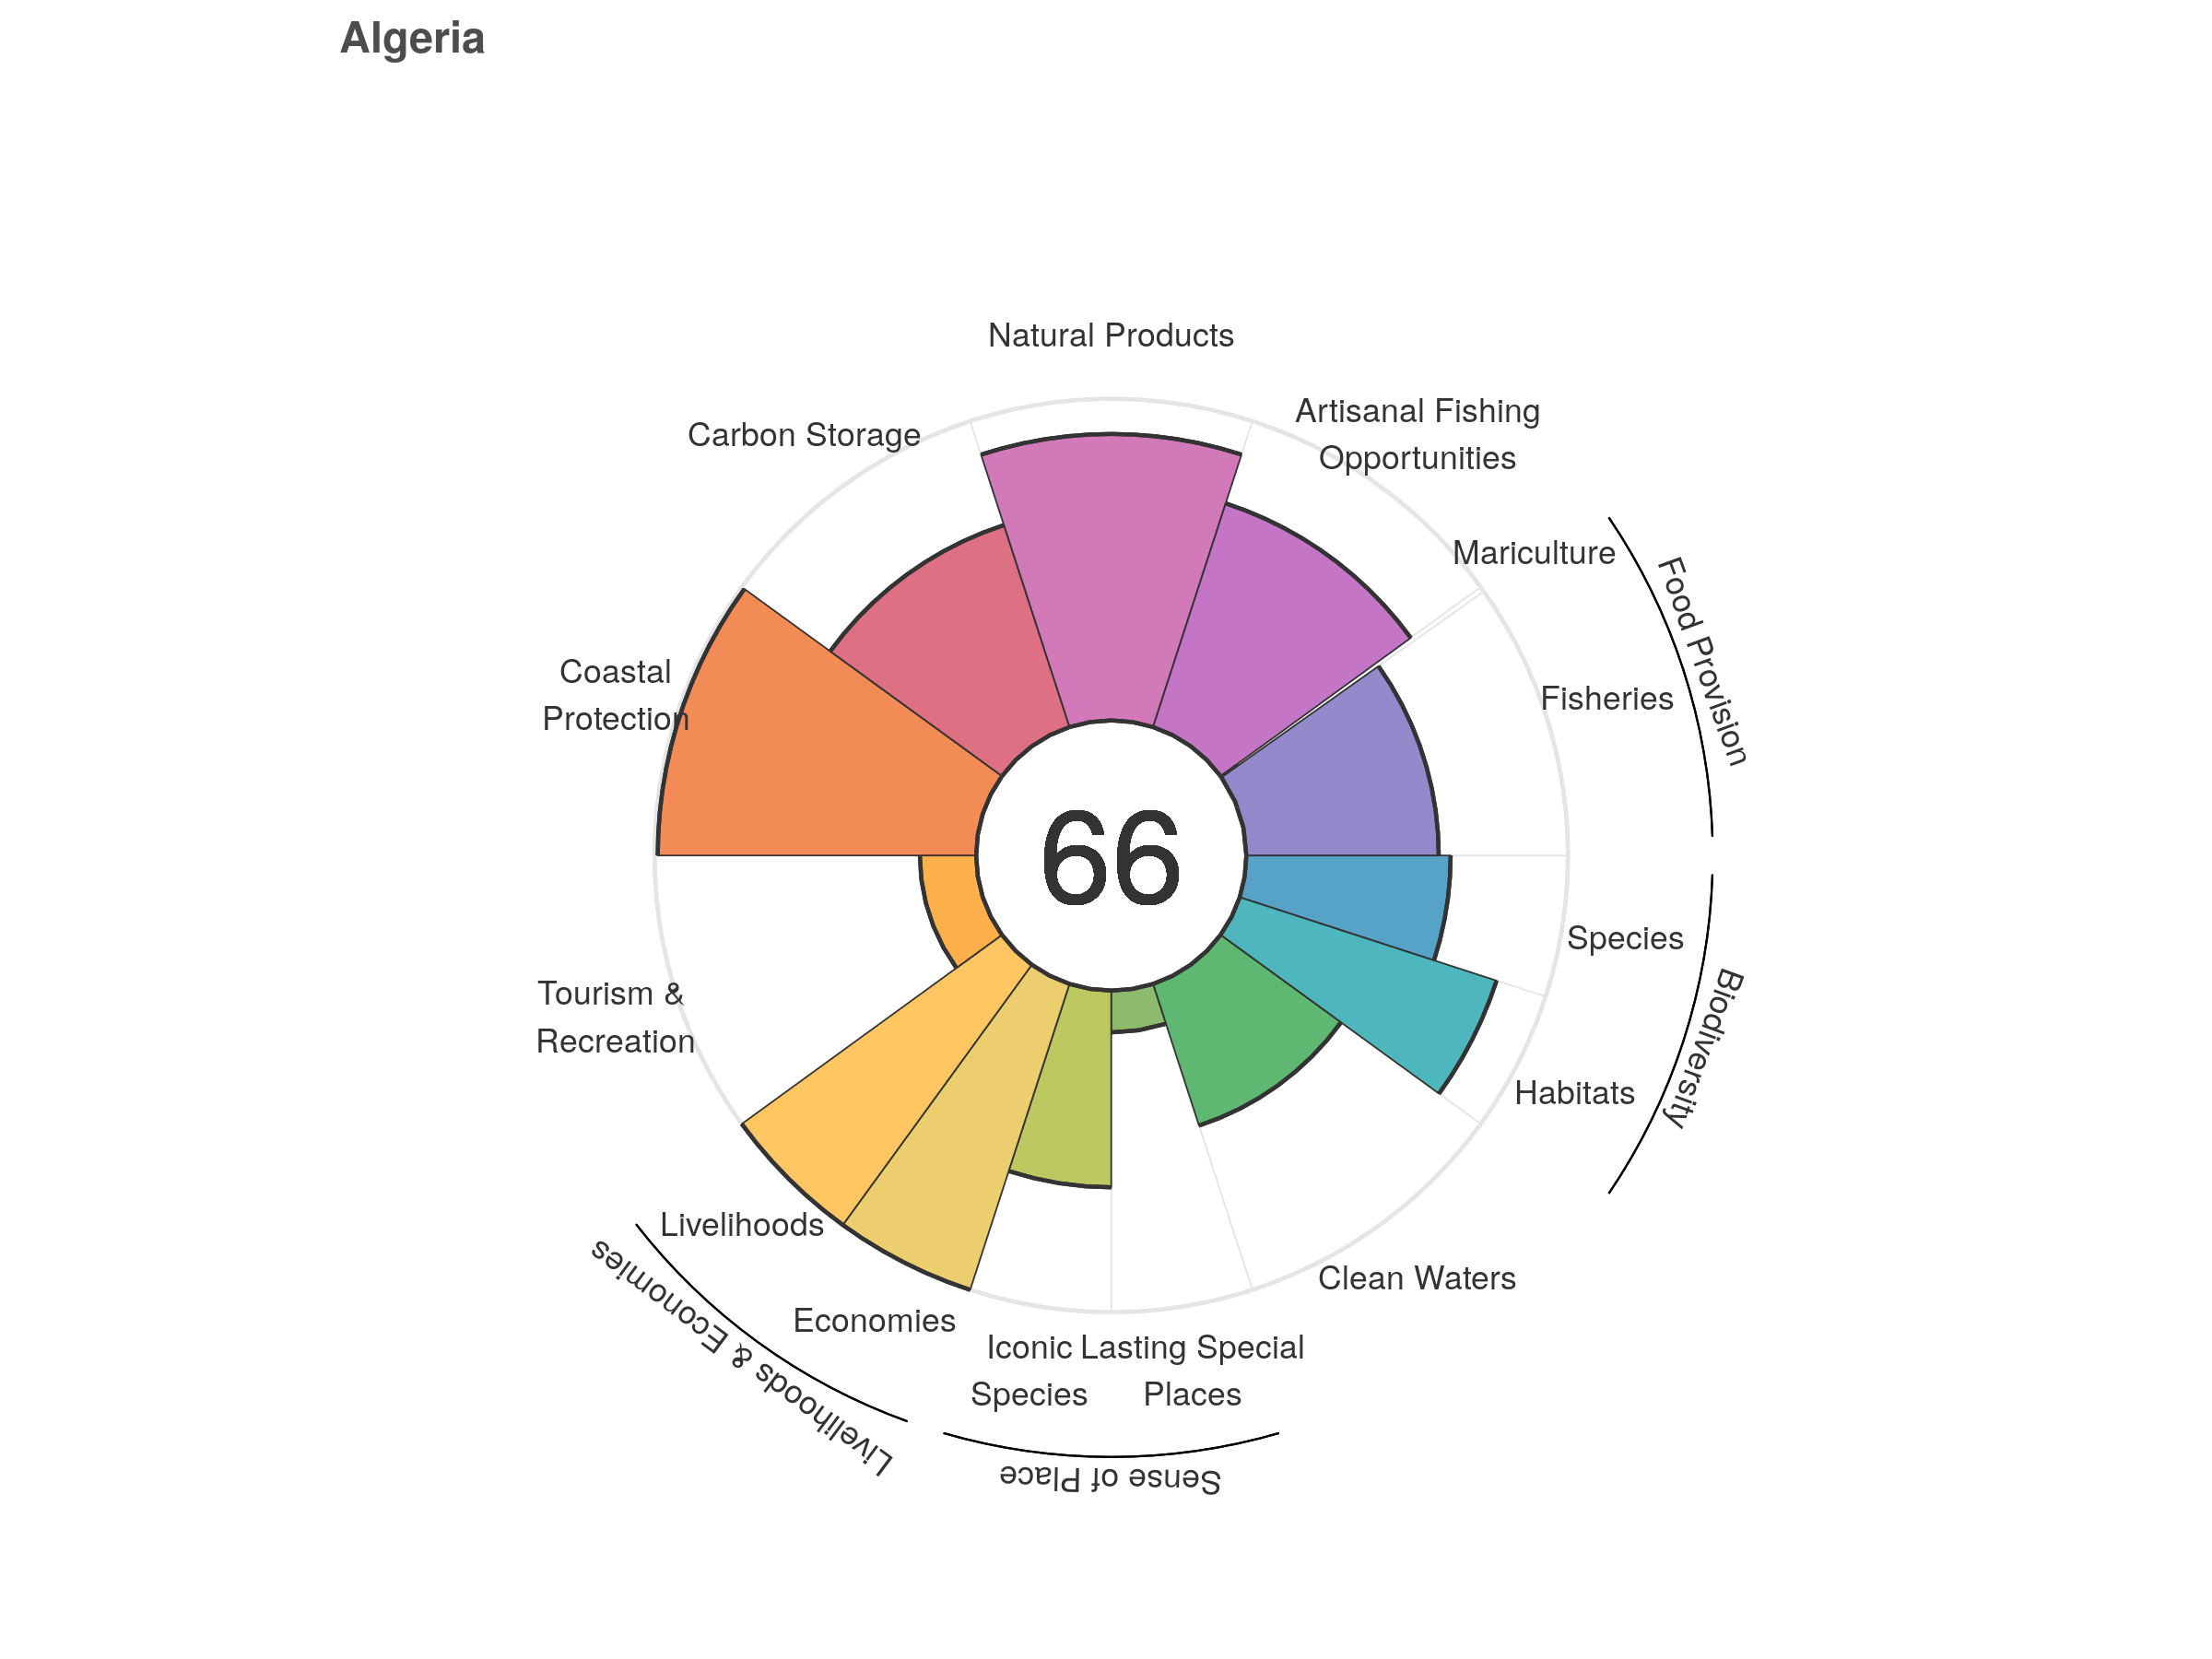 Algeria
Natural Products
Artisanal Fishing
Opportunities
Carbon Storage
Mariculture
Food Provision
Fisheries
Coastal
Protection
66
Species
Biodiversity
Tourism &
Recreation
Habitats
Livelihoods
Clean Waters
Economies
Livelihoods & Economies
Iconic
Species
Lasting Special
Places
Sense of Place